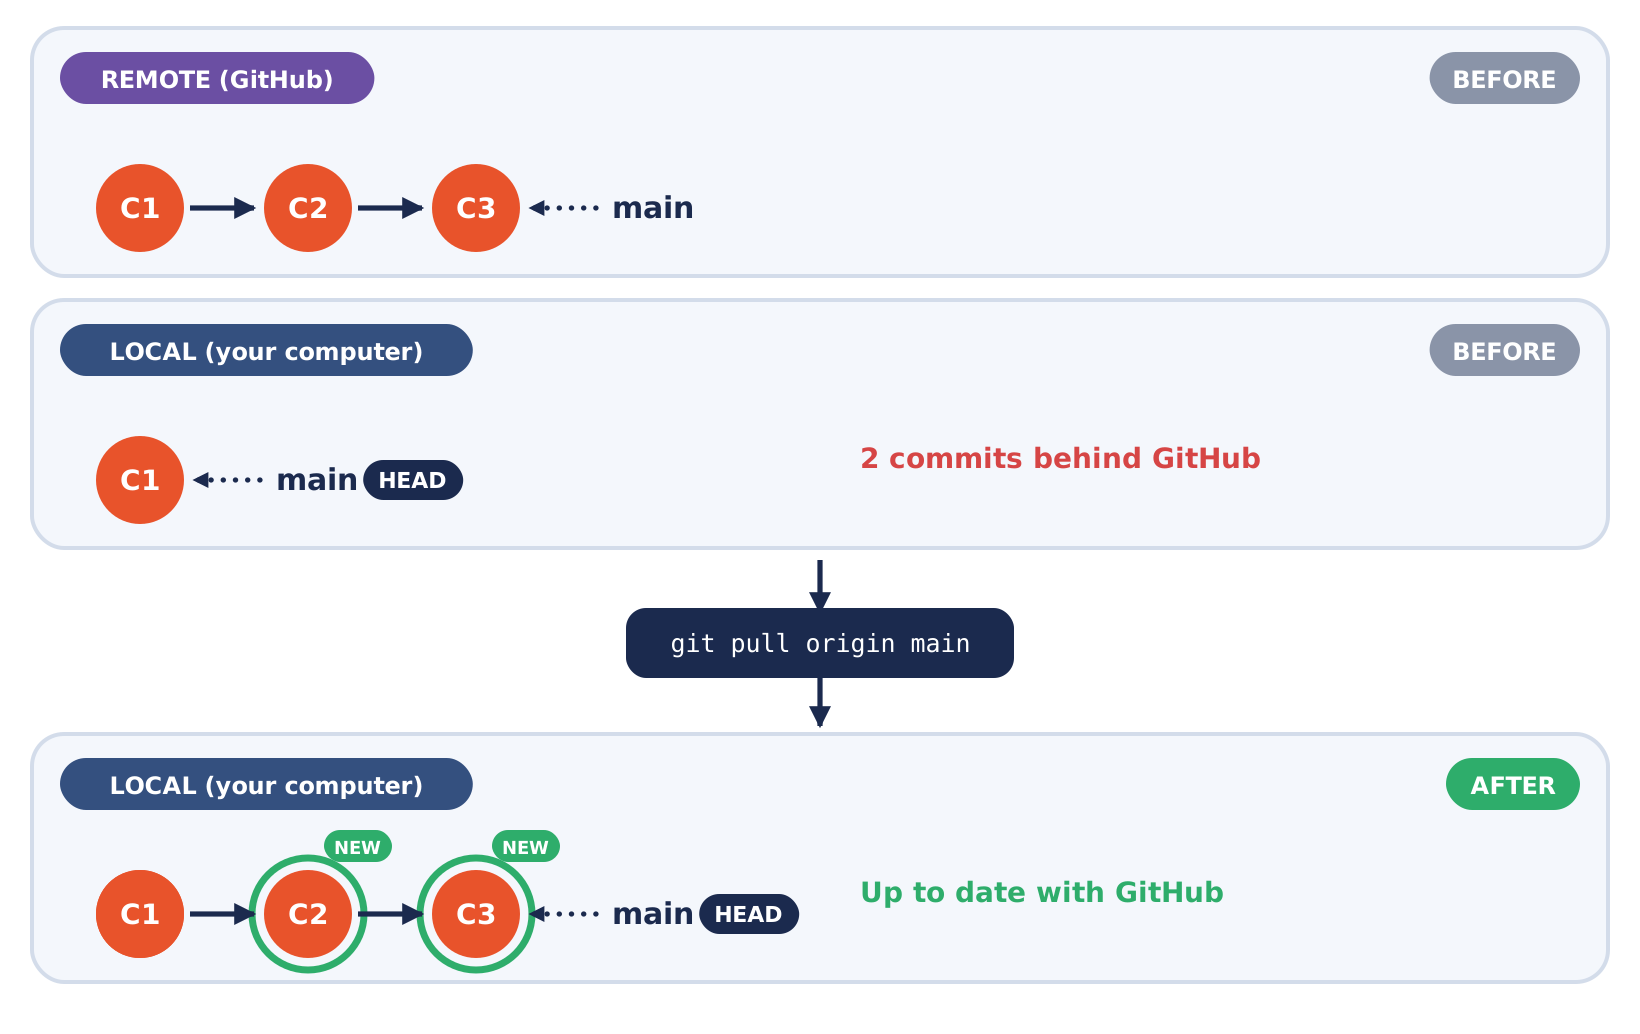 REMOTE (GitHub)
BEFORE
C1 C2 C3 main
LOCAL (your computer)
BEFORE
C1 main HEAD
2 commits behind GitHub
git pull origin main
LOCAL (your computer)
AFTER
NEW NEW
C1 C2 C3 main HEAD
Up to date with GitHub